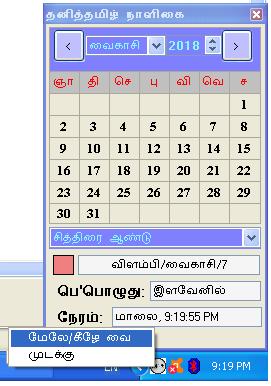 தனித்தமிழ் நாளிகை
வைகாசி 2018
ஞா தி செ பு வி வெ ச
1
2 3 4 5 6 7 8
9 10 11 12 13 14 15
16 17 18 19 20 21 22
23 24 25 26 27 28 29
30 31
சித்திரை ஆண்டு
விளம்பி/வைகாசி/7
பெ'பொழுது: இளவேனில்
நேரம்: மாலை, 9:19:55 PM
மேலே/கீழே வை
முடக்கு
EN 9:19 PM